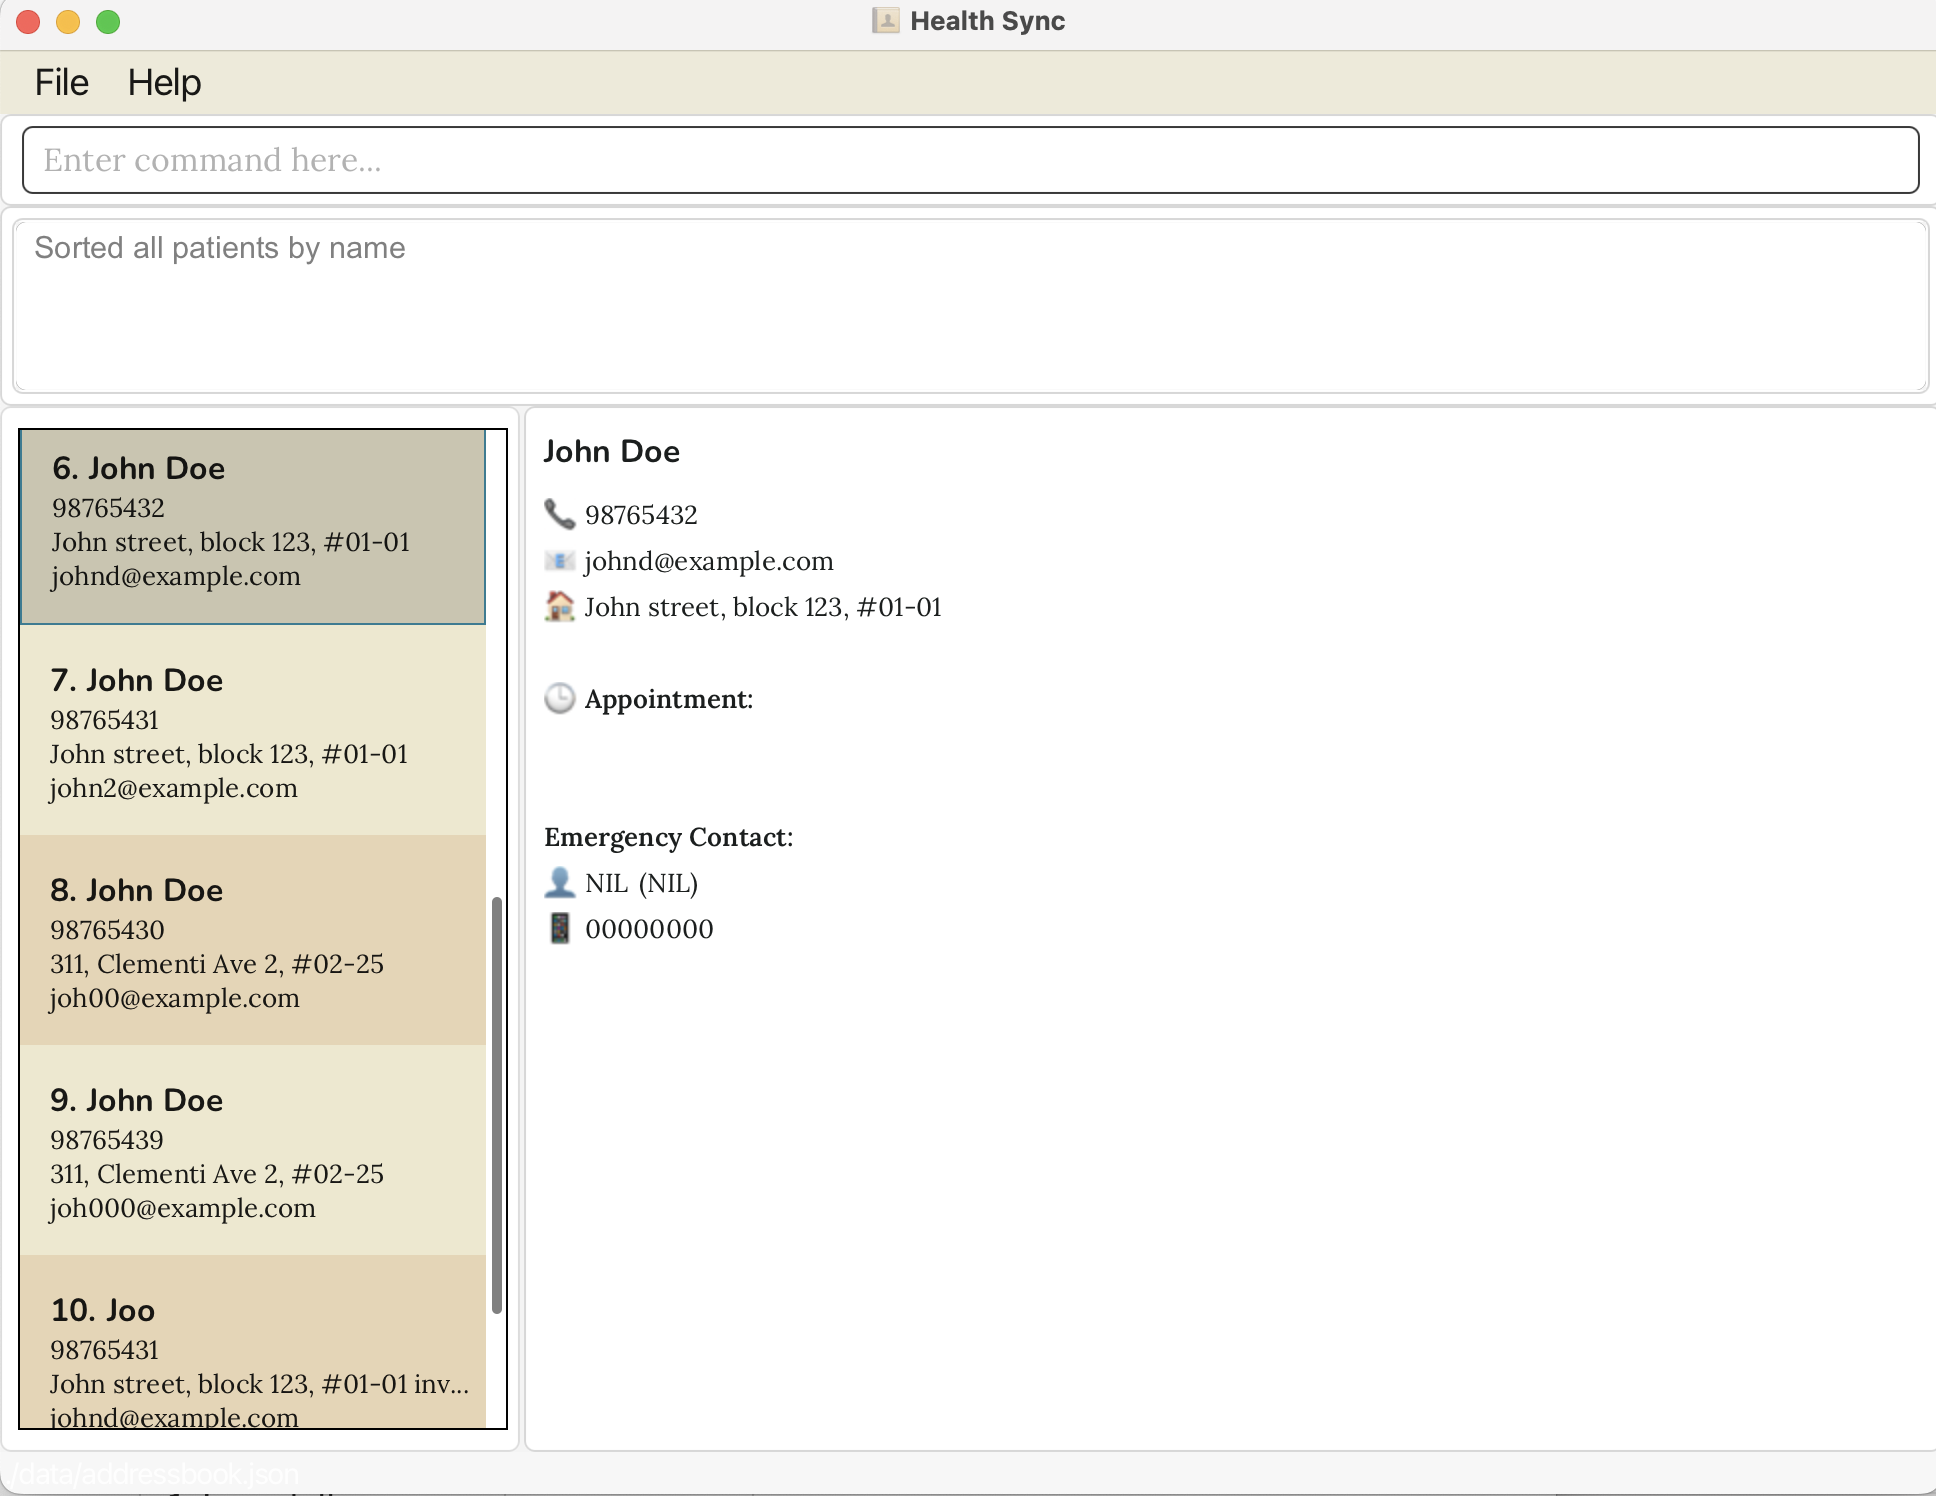 Health Sync
File Help
Enter command here...
Sorted all patients by name
6. John Doe
98765432
John street, block 123, #01-01
johnd@example.com
7. John Doe
98765431
John street, block 123, #01-01
john2@example.com
8. John Doe
98765430
311, Clementi Ave 2, #02-25
joh00@example.com
9. John Doe
98765439
311, Clementi Ave 2, #02-25
joh000@example.com
10. Joo
98765431
John street, block 123, #01-01 inv...
johnd@example.com
John Doe
98765432
johnd@example.com
John street, block 123, #01-01
Appointment:
Emergency Contact:
NIL (NIL)
00000000
/data/addressbook.json